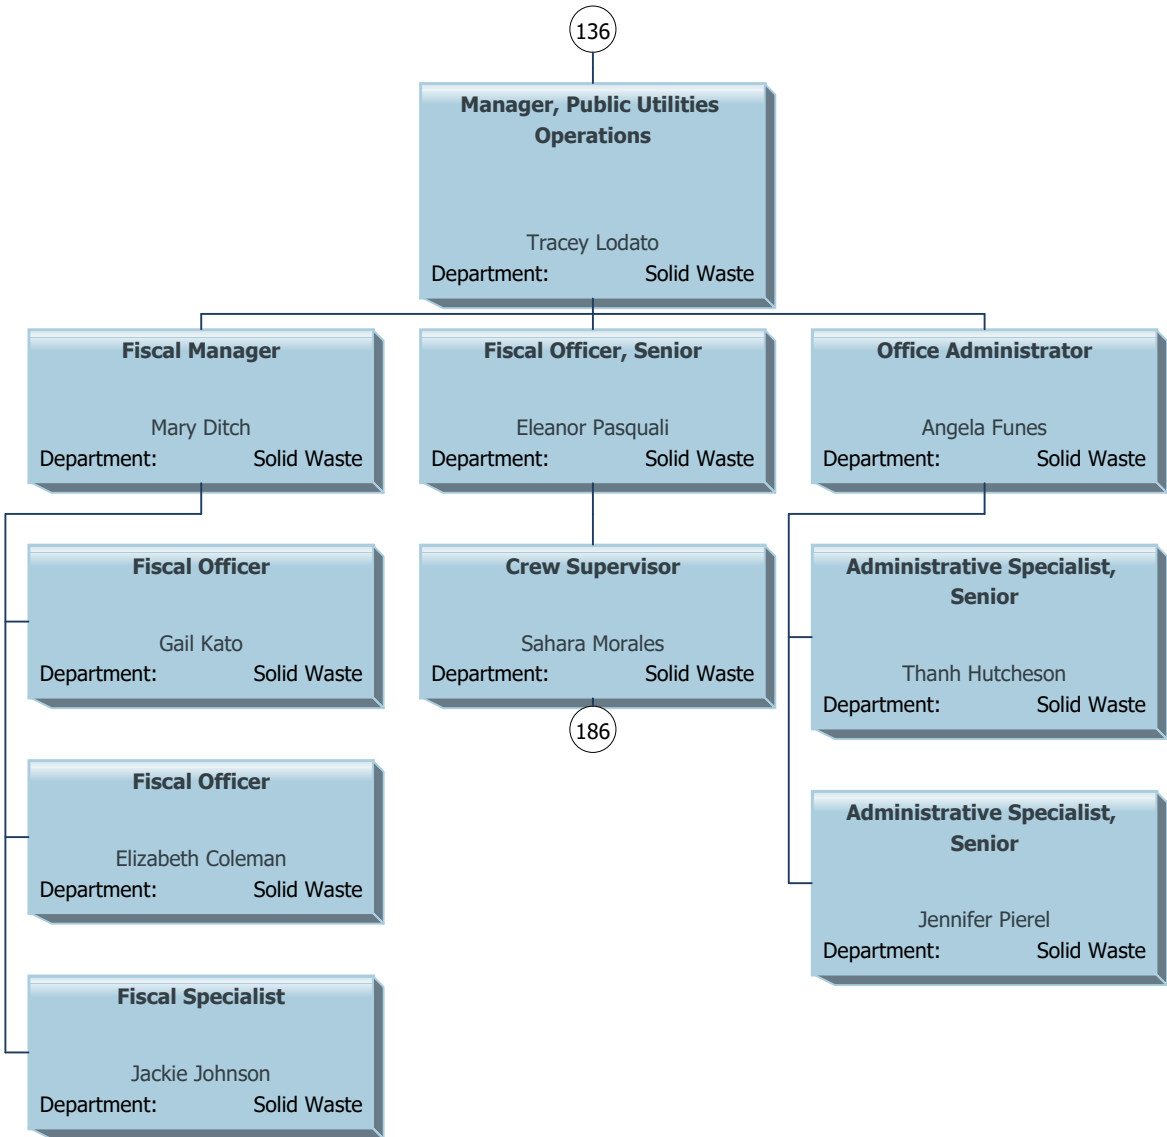 136
Manager, Public Utilities
Operations
Tracey Lodato
Department: Solid Waste
Fiscal Manager
Mary Ditch
Department: Solid Waste
Fiscal Officer, Senior
Eleanor Pasquali
Department: Solid Waste
Office Administrator
Angela Funes
Department: Solid Waste
Fiscal Officer
Gail Kato
Department: Solid Waste
Crew Supervisor
Sahara Morales
Department: Solid Waste
186
Administrative Specialist,
Senior
Thanh Hutcheson
Department: Solid Waste
Fiscal Officer
Elizabeth Coleman
Department: Solid Waste
Administrative Specialist,
Senior
Jennifer Pierel
Department: Solid Waste
Fiscal Specialist
Jackie Johnson
Department: Solid Waste